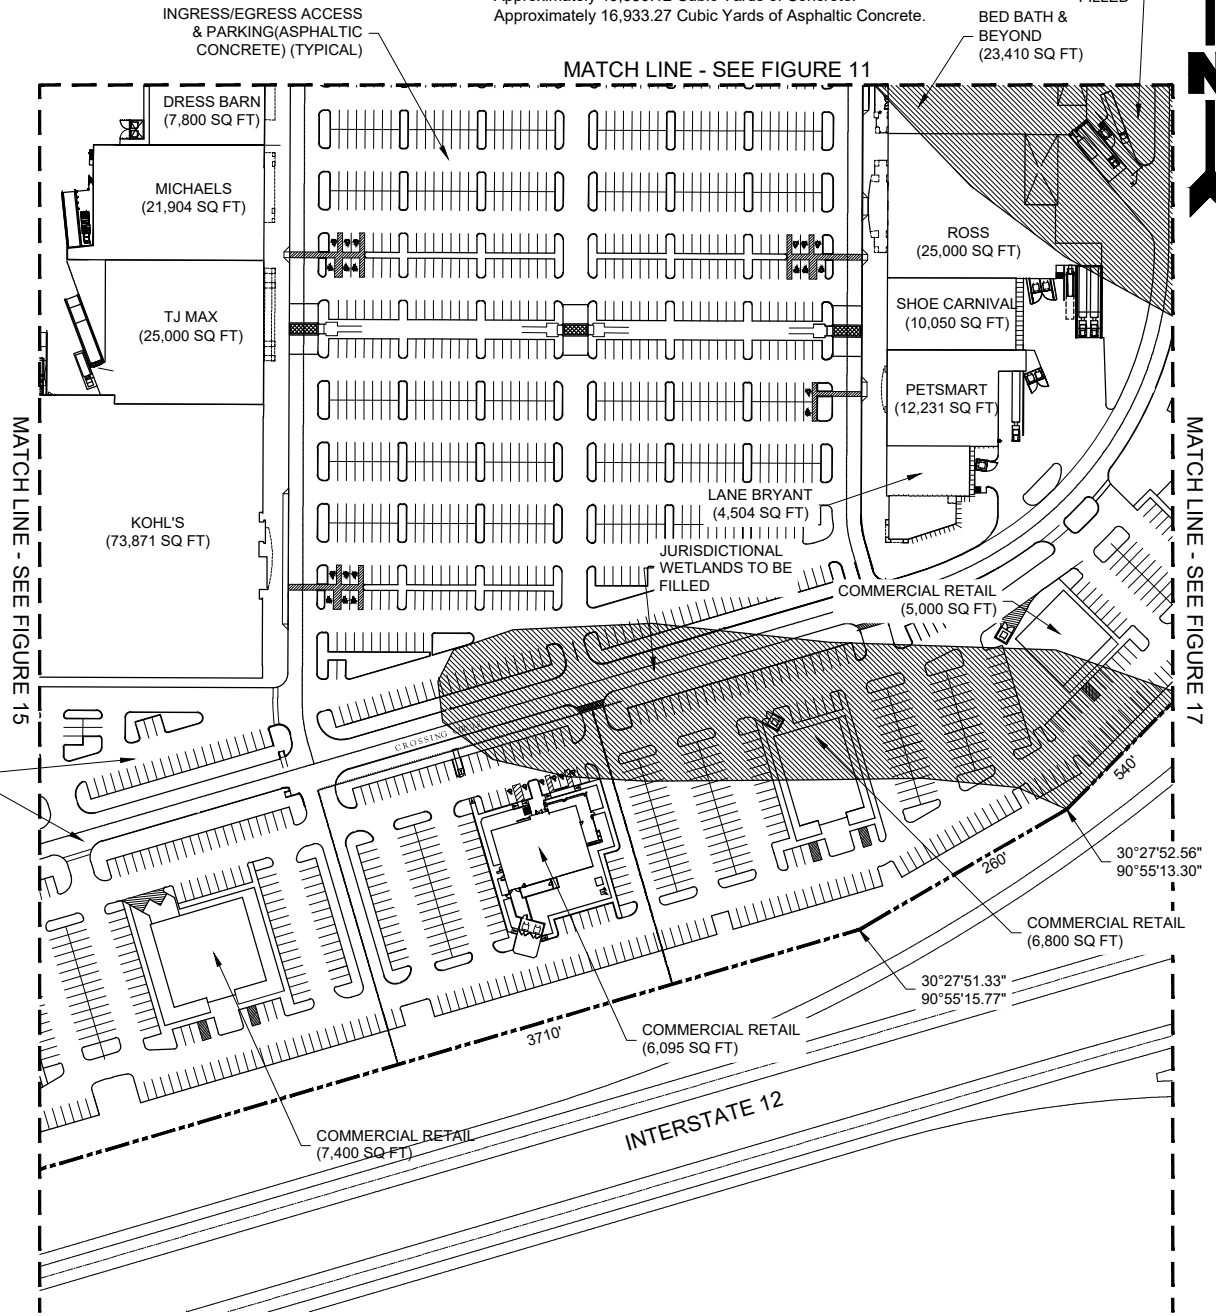 Approximately 16,933.27 Cubic Yards of Asphaltic Concrete.
INGRESS/EGRESS ACCESS
& PARKING(ASPHALTIC
CONCRETE) (TYPICAL)
BED BATH &
BEYOND
(23,410 SQ FT)
FILLED
N
MATCH LINE - SEE FIGURE 11
DRESS BARN
(7,800 SQ FT)
MICHAELS
(21,904 SQ FT)
TJ MAX
(25,000 SQ FT)
KOHL'S
(73,871 SQ FT)
ROSS
(25,000 SQ FT)
SHOE CARNIVAL
(10,050 SQ FT)
PETSMART
(12,231 SQ FT)
LANE BRYANT
(4,504 SQ FT)
MATCH LINE - SEE FIGURE 15
MATCH LINE - SEE FIGURE 17
JURISDICTIONAL
WETLANDS TO BE
FILLED
COMMERCIAL RETAIL
(5,000 SQ FT)
CROSSING
540'
260'
30°27'52.56"
90°55'13.30"
COMMERCIAL RETAIL
(6,800 SQ FT)
30°27'51.33"
90°55'15.77"
3710'
COMMERCIAL RETAIL
(6,095 SQ FT)
COMMERCIAL RETAIL
(7,400 SQ FT)
INTERSTATE 12